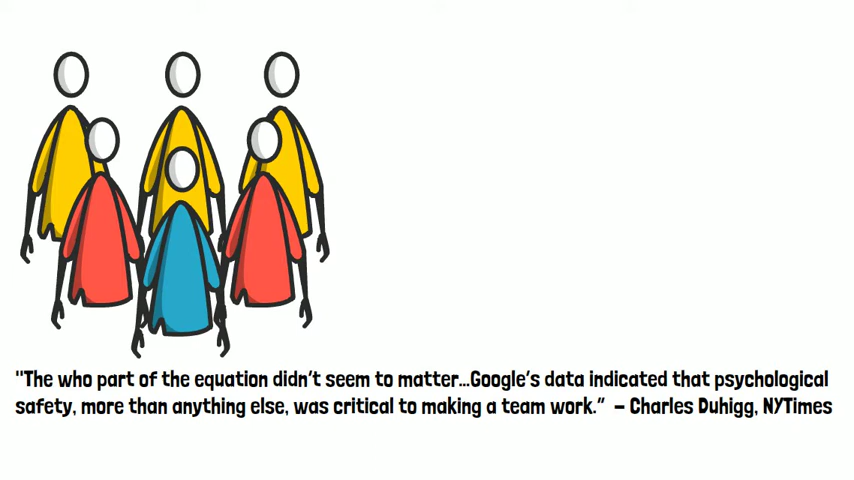 "The who part of the equation didn't seem to matter...Google's data indicated that psychological
safety, more than anything else, was critical to making a team work." – Charles Duhigg, NYTimes